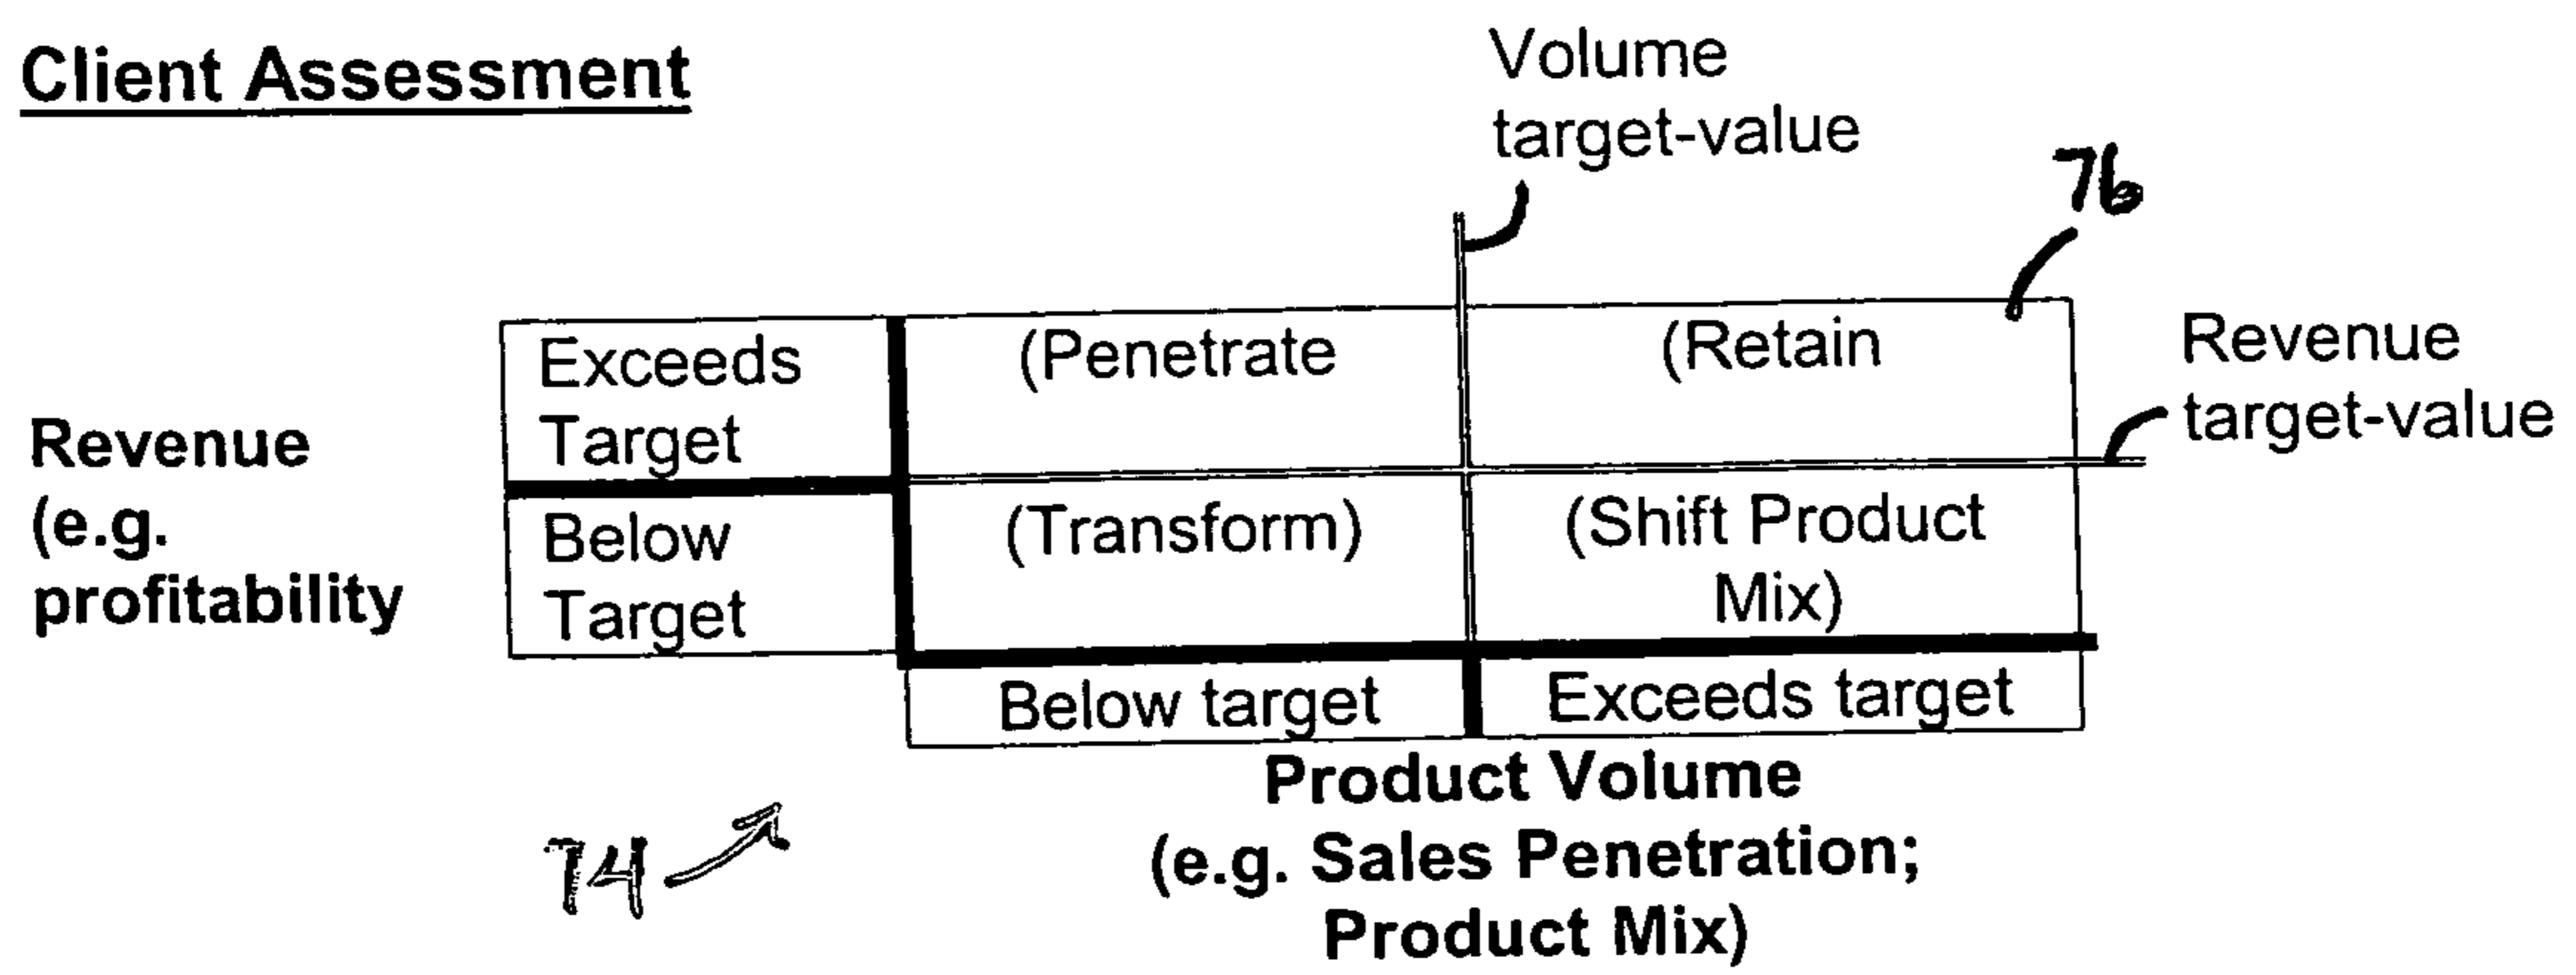 Client Assessment
Volume
target-value
76
Exceeds
Target
(Penetrate
(Retain
Revenue
target-value
Revenue
(e.g.
profitability
Below
Target
(Transform)
(Shift Product
Mix)
Below target
Exceeds target
Product Volume
(e.g. Sales Penetration;
Product Mix)
74